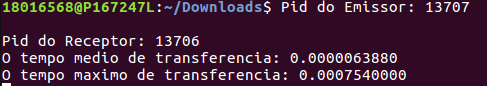 18016568@P167247L:~/Downloads$ Pid do Emissor: 13707
Pid do Receptor: 13706
O tempo medio de transferencia: 0.0000063880
O tempo maximo de transferencia: 0.0007540000